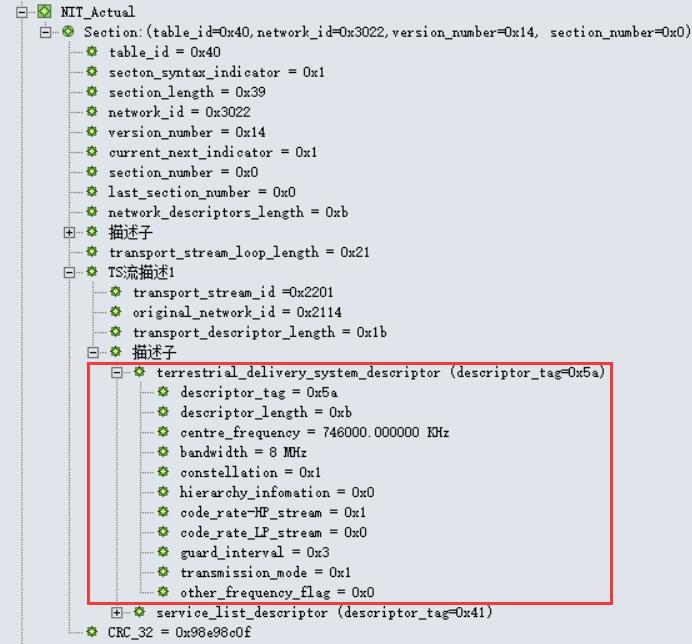 NIT_Actual
Section:(table_id=0x40,network_id=0x3022,version_number=0x14, section_number=0x0)
table_id = 0x40
secton_syntax_indicator = 0x1
section_length = 0x39
network_id = 0x3022
version_number = 0x14
current_next_indicator = 0x1
section_number = 0x0
last_section_number = 0x0
network_descriptors_length = 0xb
描述子
transport_stream_loop_length = 0x21
TS流描述1
transport_stream_id =0x2201
original_network_id = 0x2114
transport_descriptor_length = 0x1b
描述子
terrestrial_delivery_system_descriptor (descriptor_tag=0x5a)
descriptor_tag = 0x5a
descriptor_length = 0xb
centre_frequency = 746000.000000 KHz
bandwidth = 8 MHz
constellation = 0x1
hierarchy_infomation = 0x0
code_rate-HP_stream = 0x1
code_rate_LP_stream = 0x0
guard_interval = 0x3
transmission_mode = 0x1
other_frequency_flag = 0x0
service_list_descriptor (descriptor_tag=0x41)
CRC_32 = 0x98e98c0f